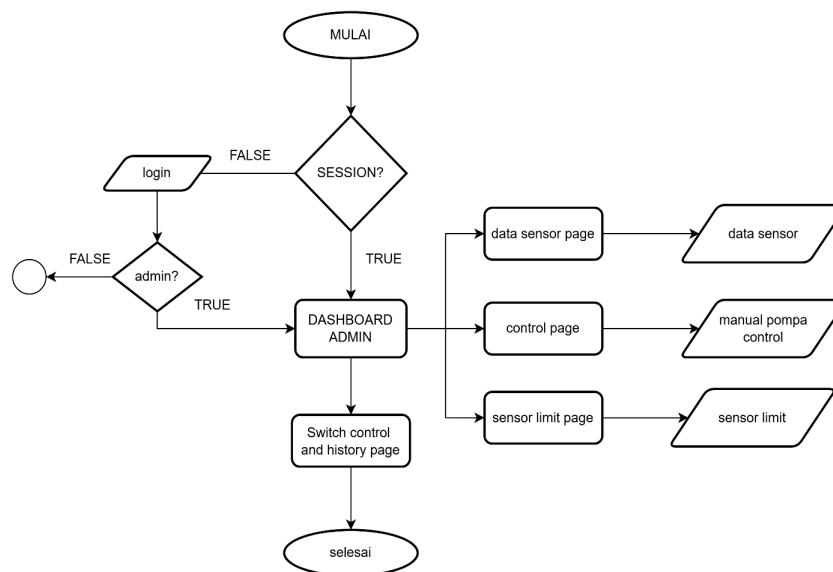 MULAI
FALSE
SESSION?
login
TRUE
FALSE
admin?
TRUE
DASHBOARD
ADMIN
data sensor page
data sensor
control page
manual pompa
control
sensor limit page
sensor limit
Switch control
and history page
selesai